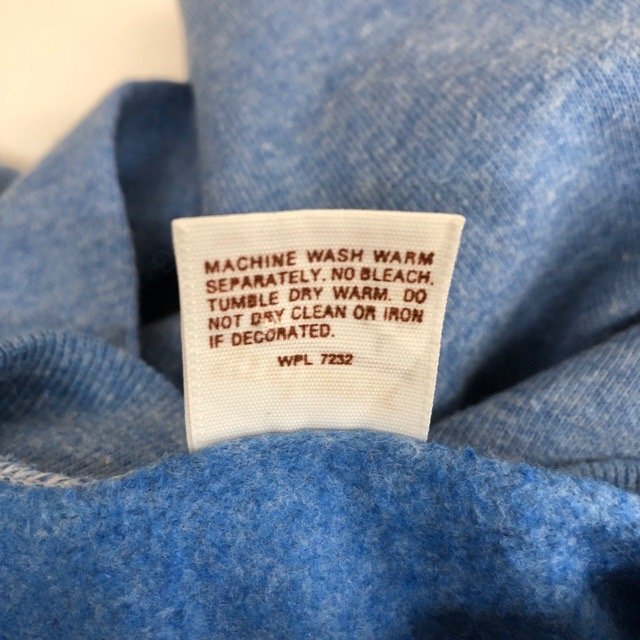 MACHINE WASH WARM
SEPARATELY. NO BLEACH.
TUMBLE DRY WARM. DO
NOT DRY CLEAN OR IRON
IF DECORATED.
WPL 7232